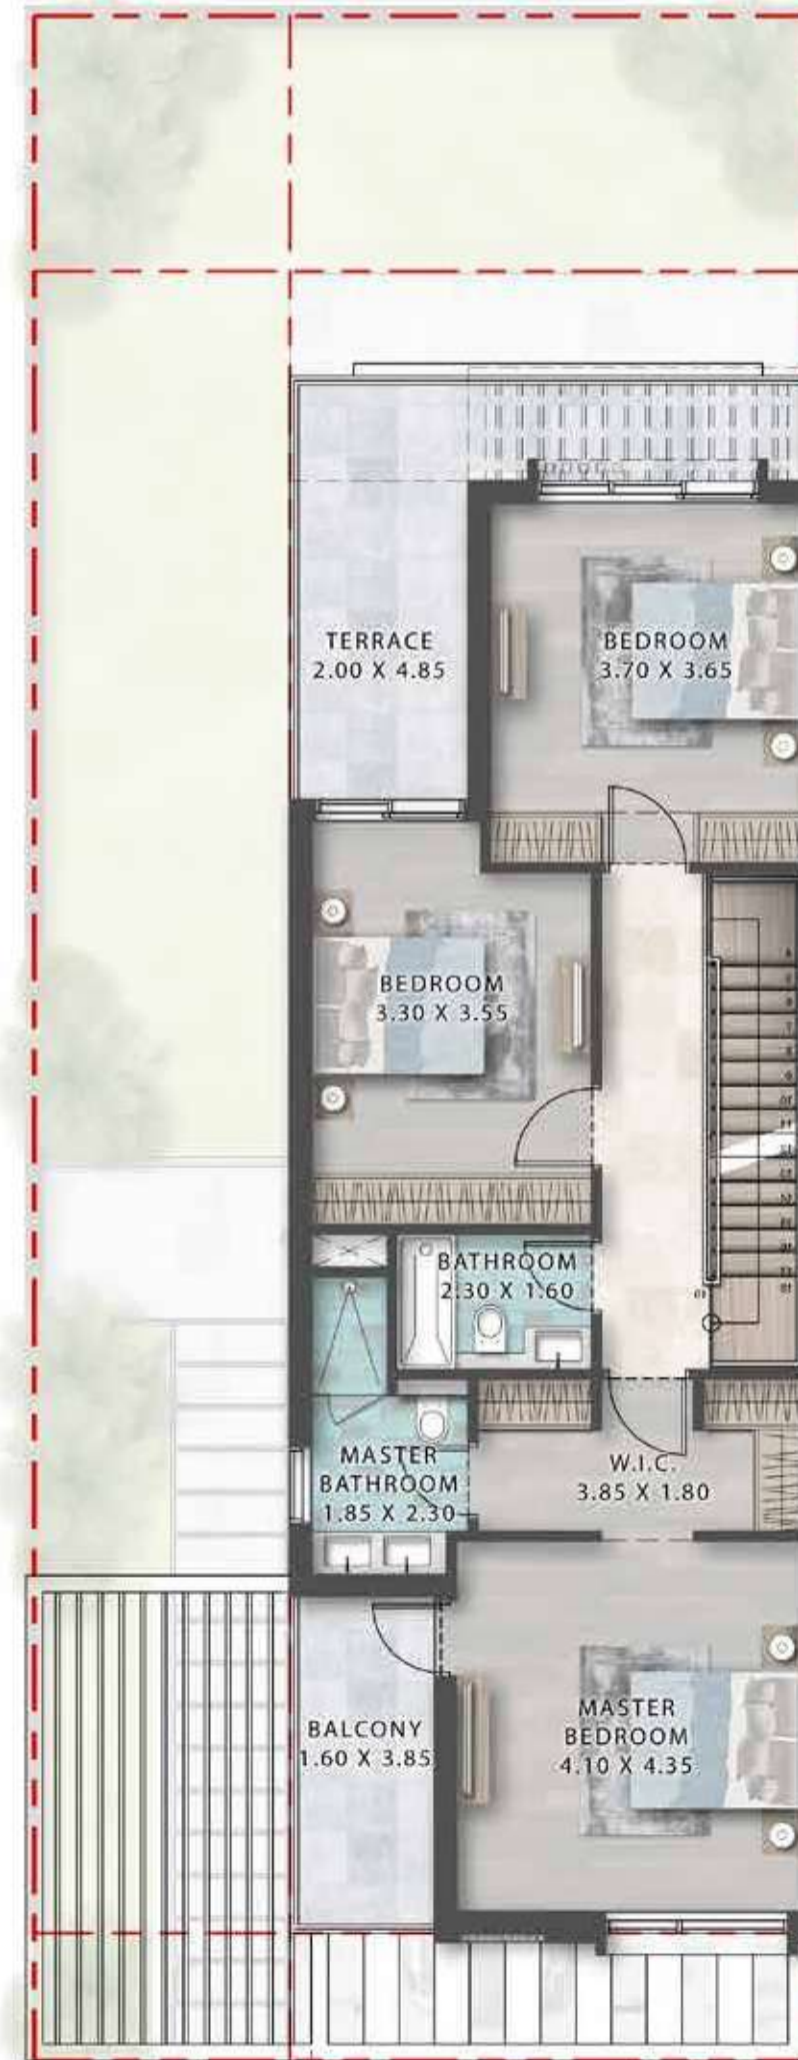 TERRACE
2.00 X 4.85
BEDROOM
3.70 X 3.65
BEDROOM
3.30 X 3.55
BATHROOM
2.30 X 1.60
MASTER
BATHROOM
1.85 X 2.30
W.I.C.
3.85 X 1.80
BALCONY
1.60 X 3.85
MASTER
BEDROOM
4.10 X 4.35